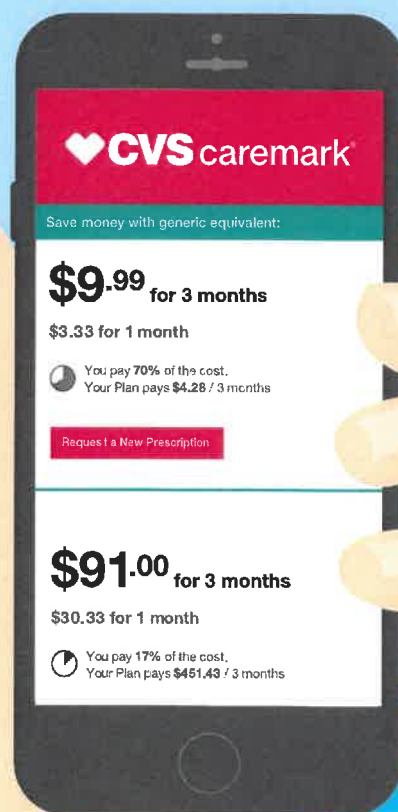 CVS caremark®
Save money with generic equivalent:
$9.99 for 3 months
$3.33 for 1 month
You pay 70% of the cost.
Your Plan pays $4.28 / 3 months
Request a New Prescription
$91.00 for 3 months
$30.33 for 1 month
You pay 17% of the cost.
Your Plan pays $451.43 / 3 months